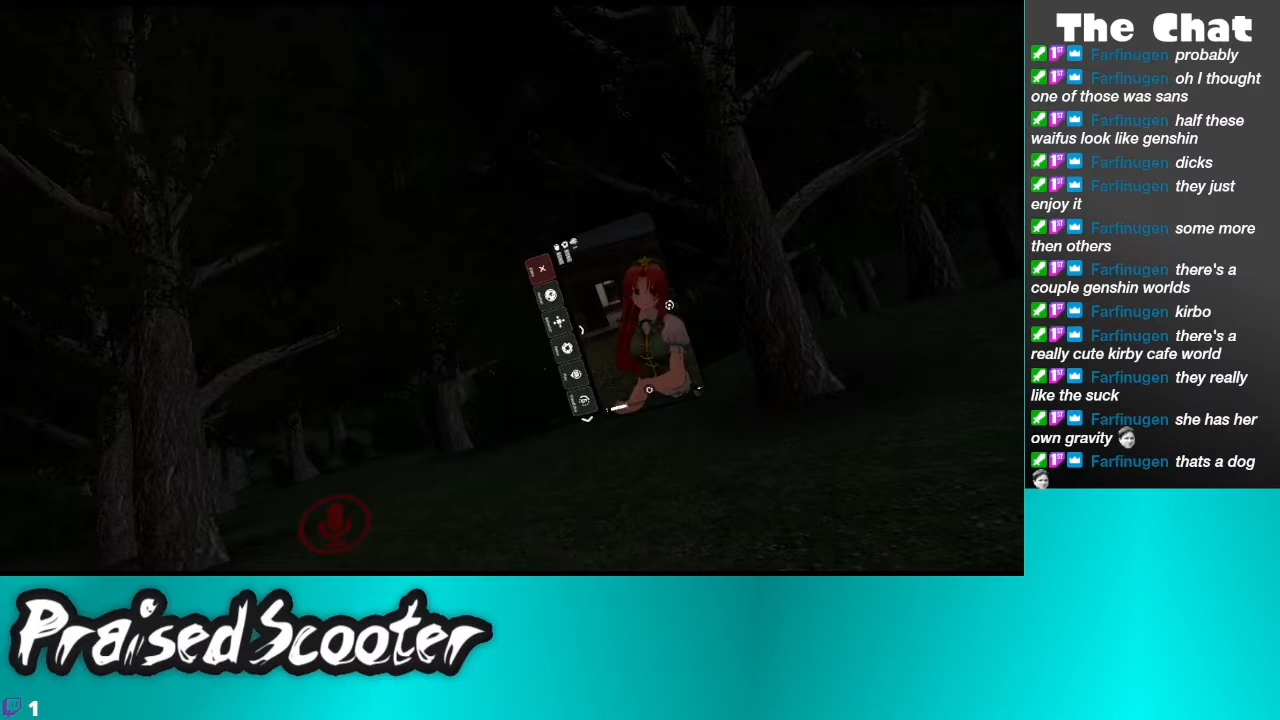 The Chat
Farfinugen probably
Farfinugen oh I thought
one of those was sans
Farfinugen half these
waifus look like genshin
Farfinugen dicks
Farfinugen they just
enjoy it
Farfinugen some more
then others
Farfinugen there's a
couple genshin worlds
Farfinugen kirbo
Farfinugen there's a
really cute kirby cafe world
Farfinugen they really
like the suck
Farfinugen she has her
own gravity
Farfinugen thats a dog
Praised Scooter
1